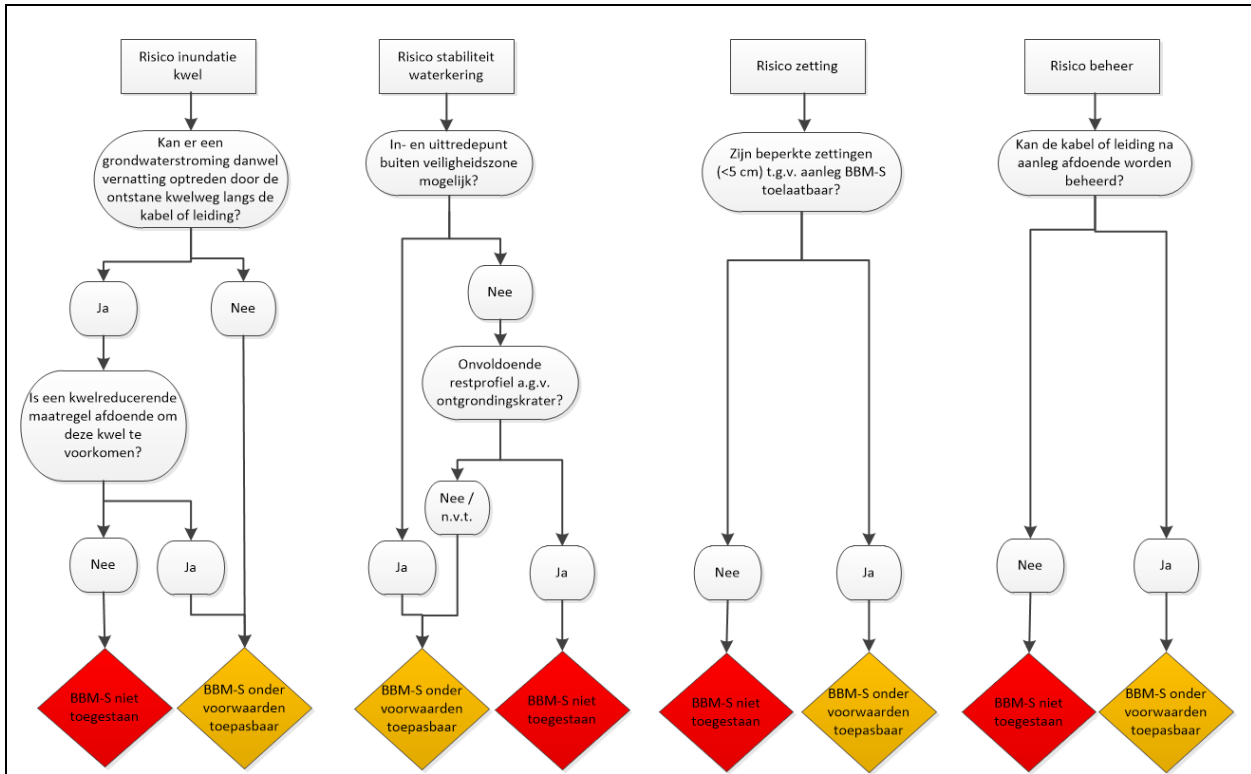 Risico inundatie
kwel
Kan er een
grondwaterstroming danwel
vernatting optreden door de
ontstane kwelweg langs de
kabel of leiding?
Ja
Nee
Is een kwelreducerende
maatregel afdoende om
deze kwel te
voorkomen?
Nee
Ja
BBM-S niet
toegestaan
BBM-S onder
voorwaarden
toepasbaar
Risico stabiliteit
waterkering
In- en uittredepunt
buiten veiligheidszone
mogelijk?
Nee
Onvoldoende
restprofiel a.g.v.
ontgrondingskrater?
Nee /
n.v.t.
Ja
Ja
BBM-S onder
voorwaarden
toepasbaar
BBM-S niet
toegestaan
Risico zetting
Zijn beperkte zettingen
(<5 cm) t.g.v. aanleg BBM-S
toelaatbaar?
Nee
Ja
BBM-S niet
toegestaan
BBM-S onder
voorwaarden
toepasbaar
Risico beheer
Kan de kabel of leiding na
aanleg afdoende worden
beheerd?
Nee
Ja
BBM-S niet
toegestaan
BBM-S onder
voorwaarden
toepasbaar